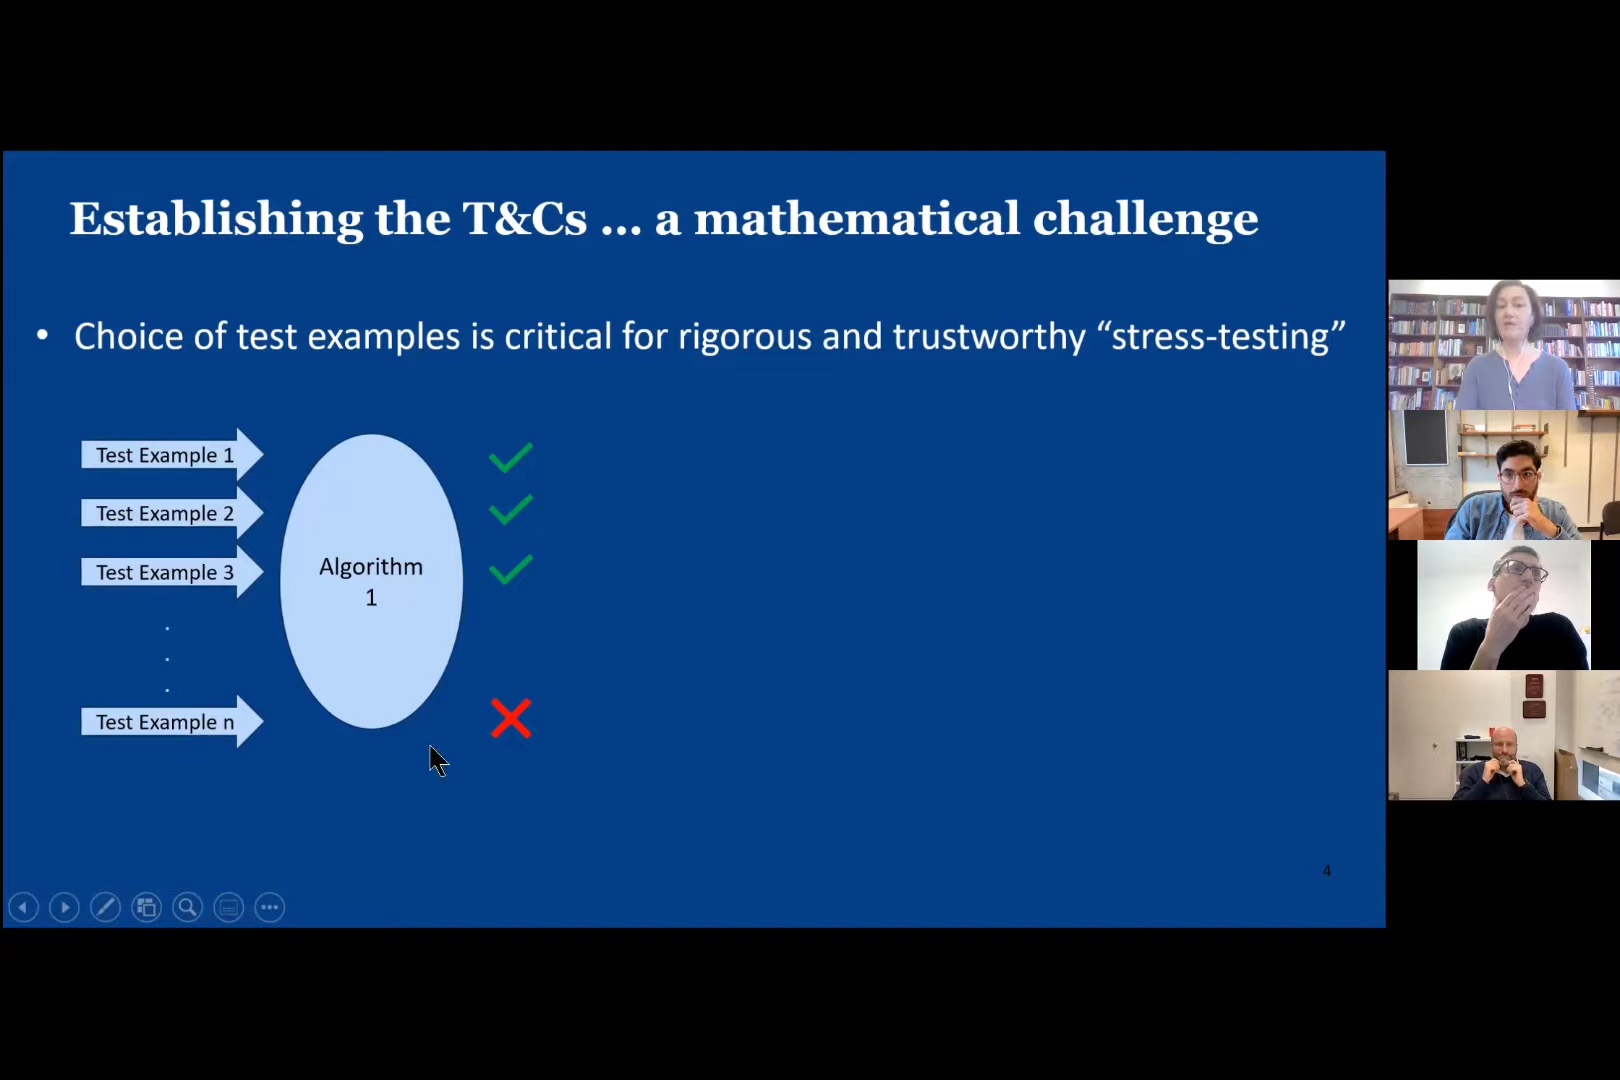 Establishing the T&Cs ... a mathematical challenge
• Choice of test examples is critical for rigorous and trustworthy “stress-testing”
Test Example 1
Test Example 2
Test Example 3
.
.
.
Test Example n
Algorithm
1
4